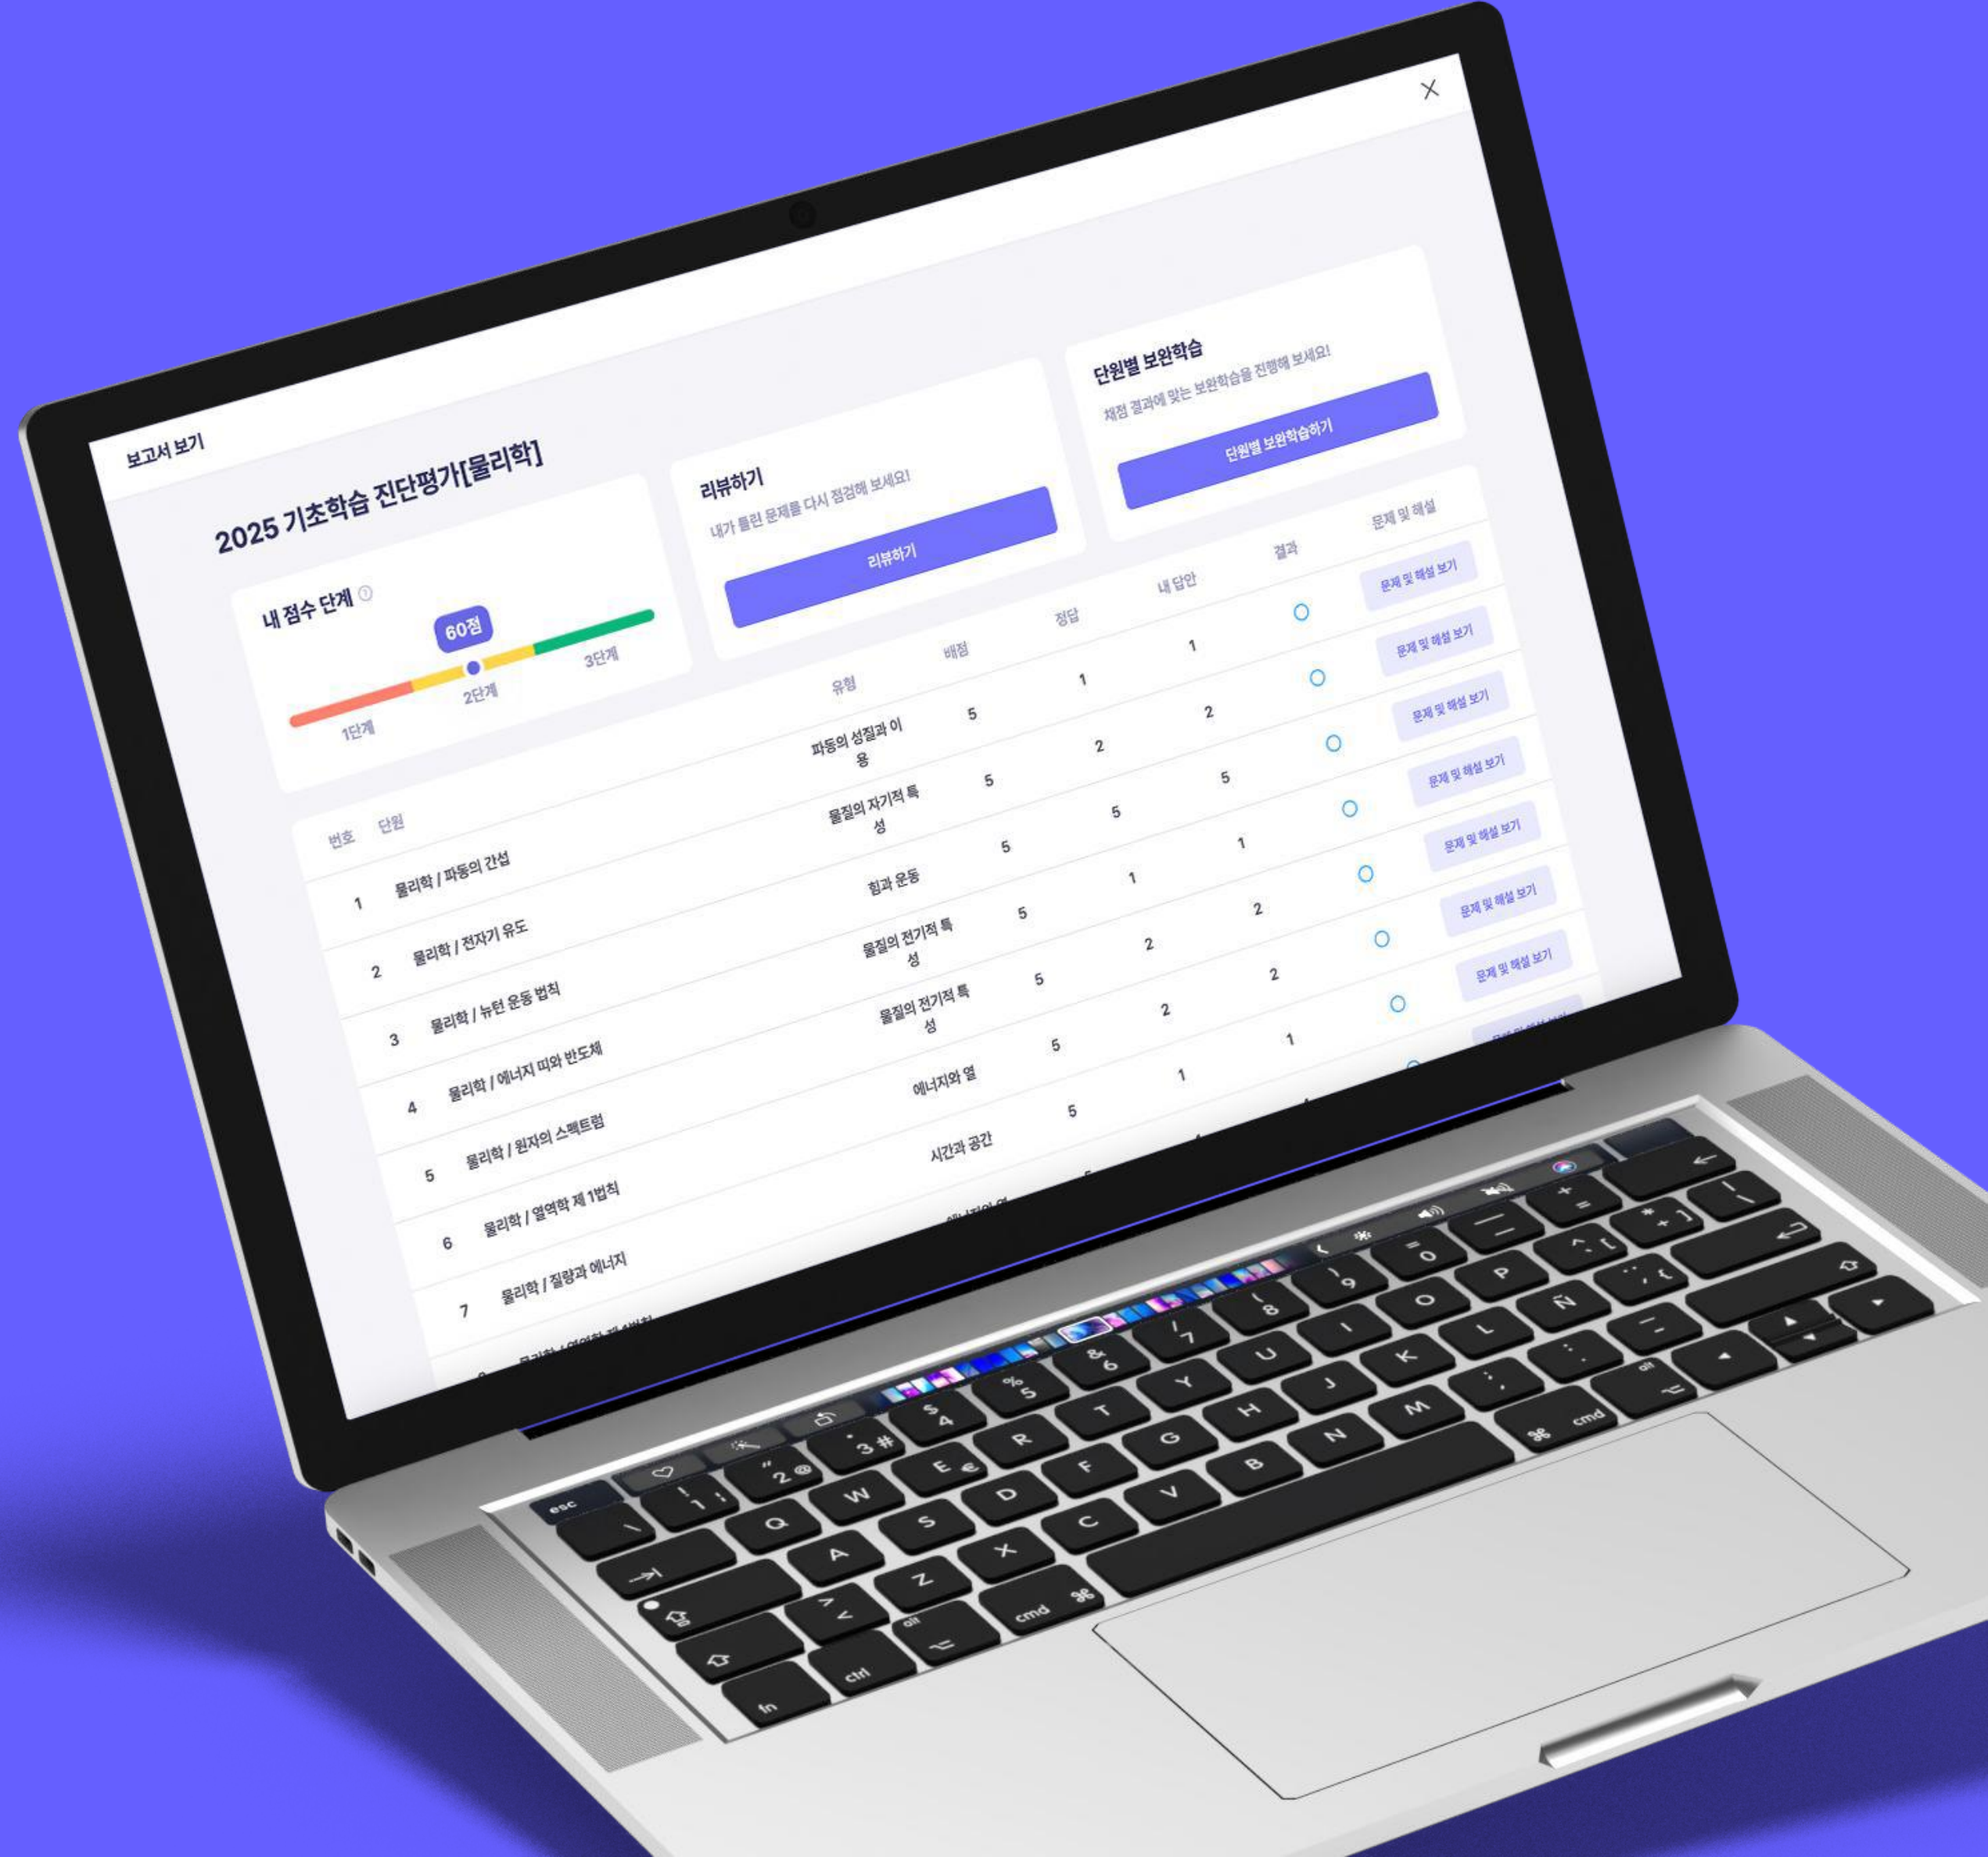 보고서 보기
2025 기초학습 진단평가[물리학]
내 점수 단계
60점
1단계 2단계 3단계
리뷰하기
내가 틀린 문제를 다시 점검해 보세요!
리뷰하기
단원별 보완학습
채점 결과에 맞는 보완학습을 진행해 보세요!
단원별 보완학습하기
번호 단원 유형 배점 정답 내 답안 결과 문제 및 해설
1 물리학 / 파동의 간섭 파동의 성질과 이
용 5 1 1 문제 및 해설 보기
2 물리학 / 전자기 유도 물질의 자기적 특
성 5 2 2 문제 및 해설 보기
3 물리학 / 뉴턴 운동 법칙 힘과 운동 5 5 5 문제 및 해설 보기
4 물리학 / 에너지 띠와 반도체 물질의 전기적 특
성 5 1 1 문제 및 해설 보기
5 물리학 / 원자의 스펙트럼 물질의 전기적 특
성 5 2 2 문제 및 해설 보기
6 물리학 / 열역학 제 1법칙 에너지와 열 5 2 2 문제 및 해설 보기
7 물리학 / 질량과 에너지 시간과 공간 5 1 1 문제 및 해설 보기
esc
! 1 " 2 @ · 3 # $ 4 % 5 & 6 / 7 ( 8 ) 9 = 0
Q W E € R T Y U I O P
A S D F G H J K L Ñ
> < Z X C V B N M ; , : .
fn ctrl alt cmd cmd alt